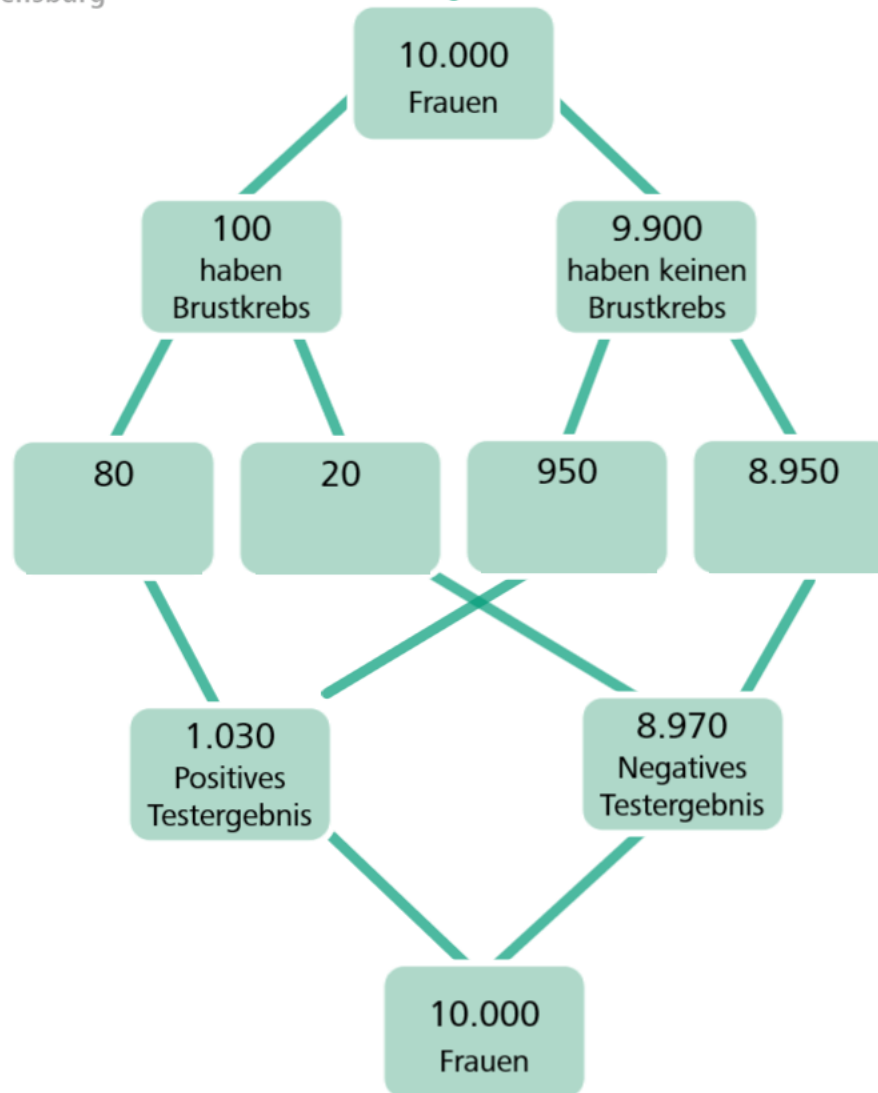 10.000
Frauen
100
haben
Brustkrebs
9.900
haben keinen
Brustkrebs
80
20
950
8.950
1.030
Positives
Testergebnis
8.970
Negatives
Testergebnis
10.000
Frauen